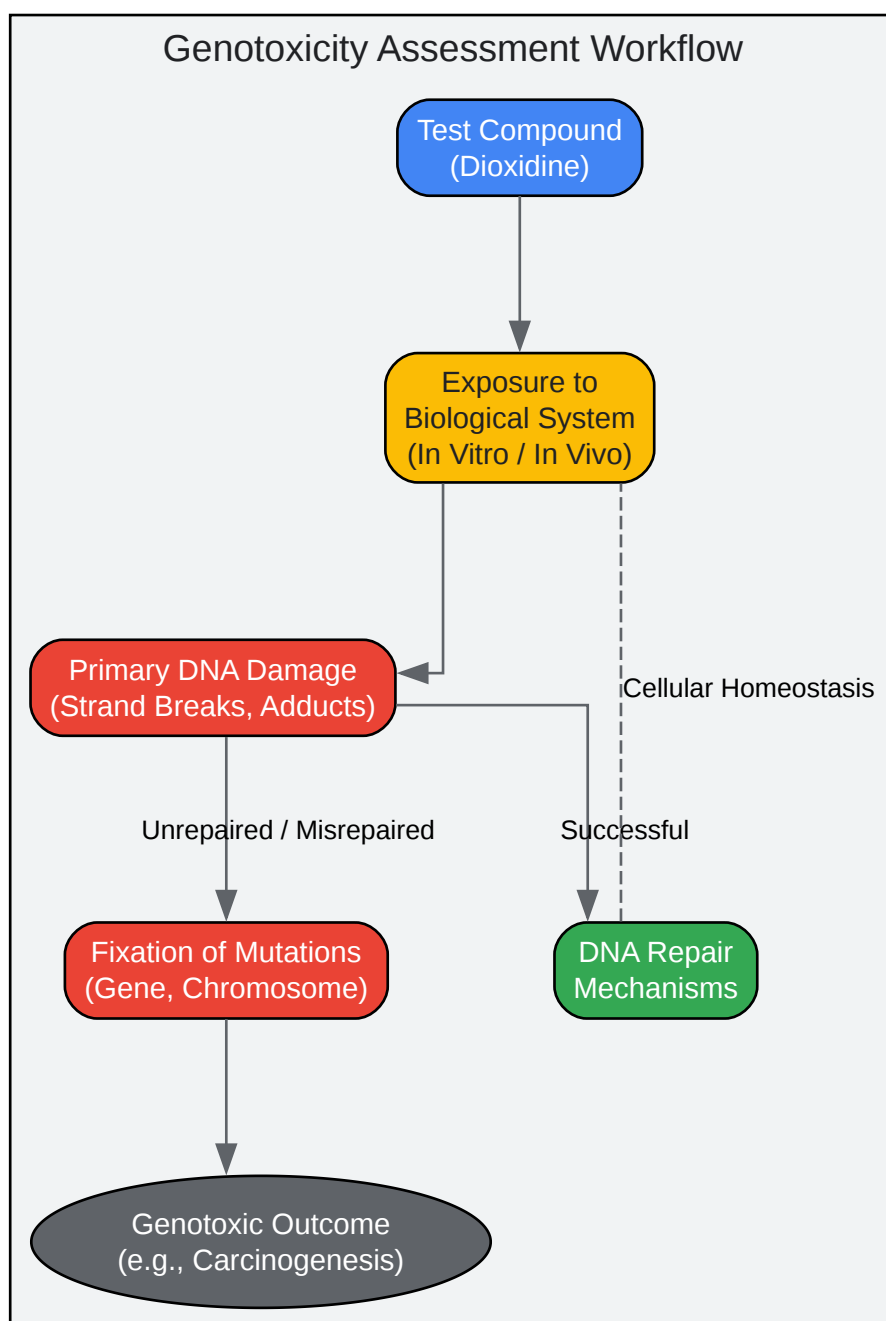 Genotoxicity Assessment Workflow
Test Compound
(Dioxidine)
Exposure to
Biological System
(In Vitro / In Vivo)
Primary DNA Damage
(Strand Breaks, Adducts)
Cellular Homeostasis
Unrepaired / Misrepaired
Successful
Fixation of Mutations
(Gene, Chromosome)
DNA Repair
Mechanisms
Genotoxic Outcome
(e.g., Carcinogenesis)